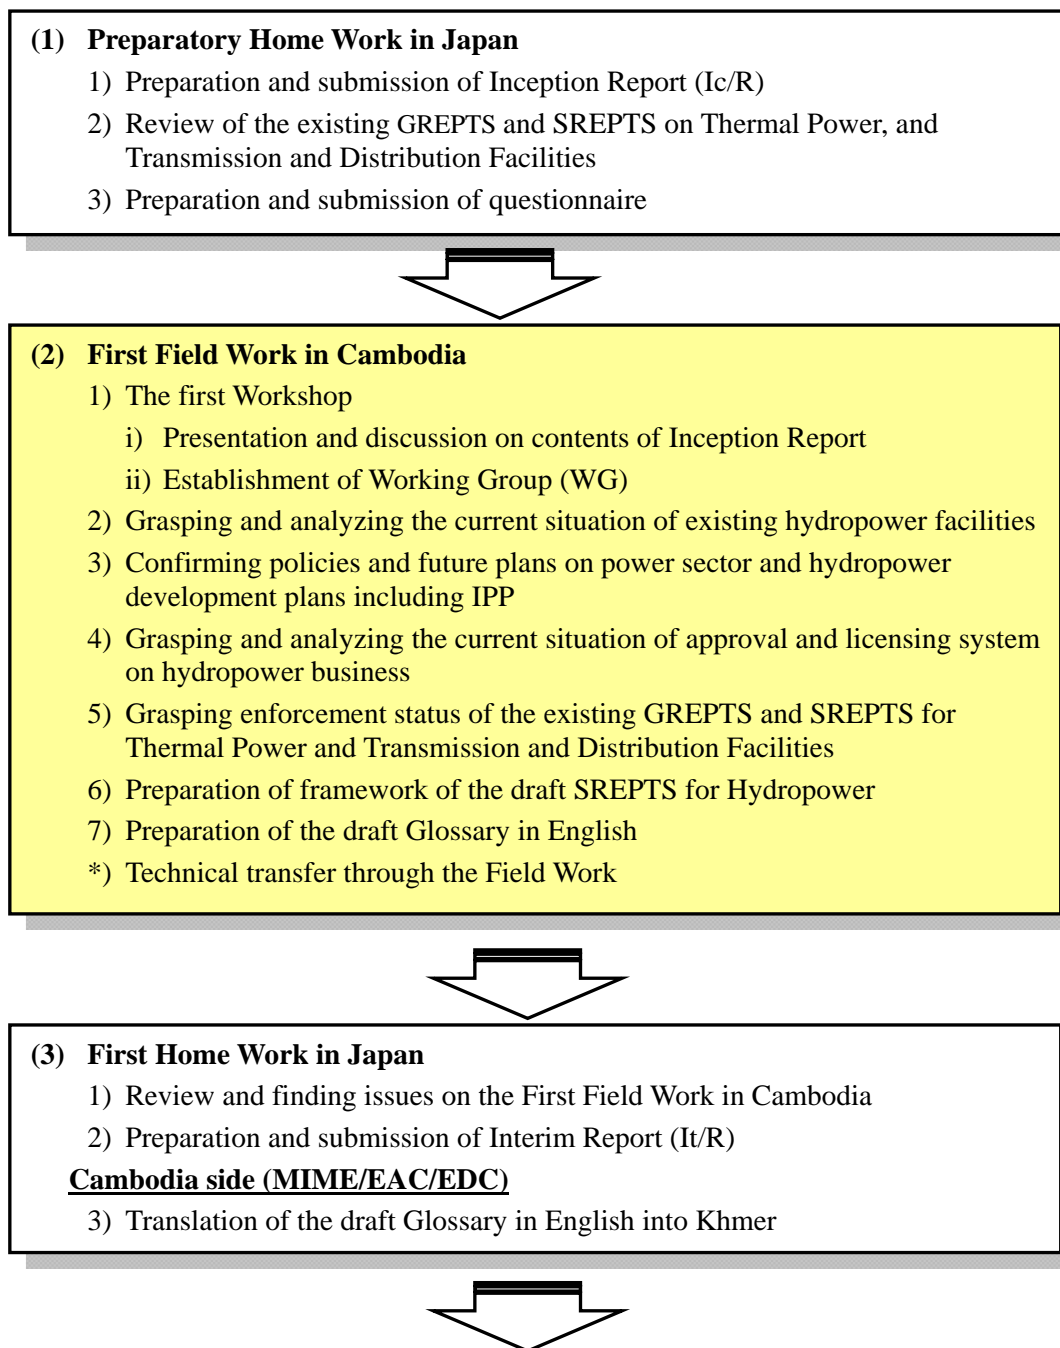 (1) Preparatory Home Work in Japan
1) Preparation and submission of Inception Report (Ic/R)
2) Review of the existing GREPTS and SREPTS on Thermal Power, and
Transmission and Distribution Facilities
3) Preparation and submission of questionnaire
(2) First Field Work in Cambodia
1) The first Workshop
i) Presentation and discussion on contents of Inception Report
ii) Establishment of Working Group (WG)
2) Grasping and analyzing the current situation of existing hydropower facilities
3) Confirming policies and future plans on power sector and hydropower
development plans including IPP
4) Grasping and analyzing the current situation of approval and licensing system
on hydropower business
5) Grasping enforcement status of the existing GREPTS and SREPTS for
Thermal Power and Transmission and Distribution Facilities
6) Preparation of framework of the draft SREPTS for Hydropower
7) Preparation of the draft Glossary in English
*) Technical transfer through the Field Work
(3) First Home Work in Japan
1) Review and finding issues on the First Field Work in Cambodia
2) Preparation and submission of Interim Report (It/R)
Cambodia side (MIME/EAC/EDC)
3) Translation of the draft Glossary in English into Khmer